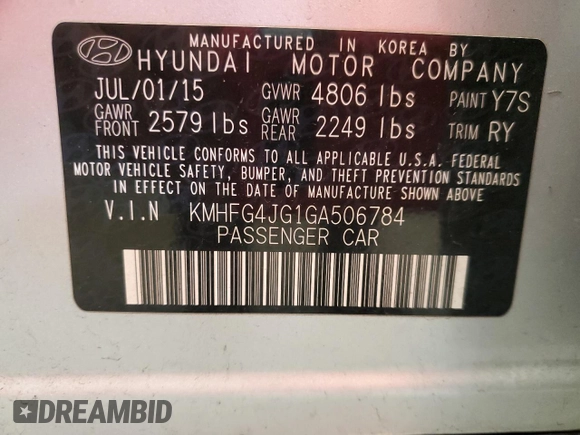 MANUFACTURED IN KOREA BY
HYUNDAI MOTOR COMPANY
JUL/01/15 GVWR 4806 lbs PAINT Y7S
GAWR FRONT 2579 lbs GAWR REAR 2249 lbs TRIM RY
THIS VEHICLE CONFORMS TO ALL APPLICABLE U.S.A. FEDERAL
MOTOR VEHICLE SAFETY, BUMPER, AND THEFT PREVENTION STANDARDS
IN EFFECT ON THE DATE OF MANUFACTURE SHOWN ABOVE
V.I.N KMHFG4JG1GA506784
PASSENGER CAR
DREAMBID